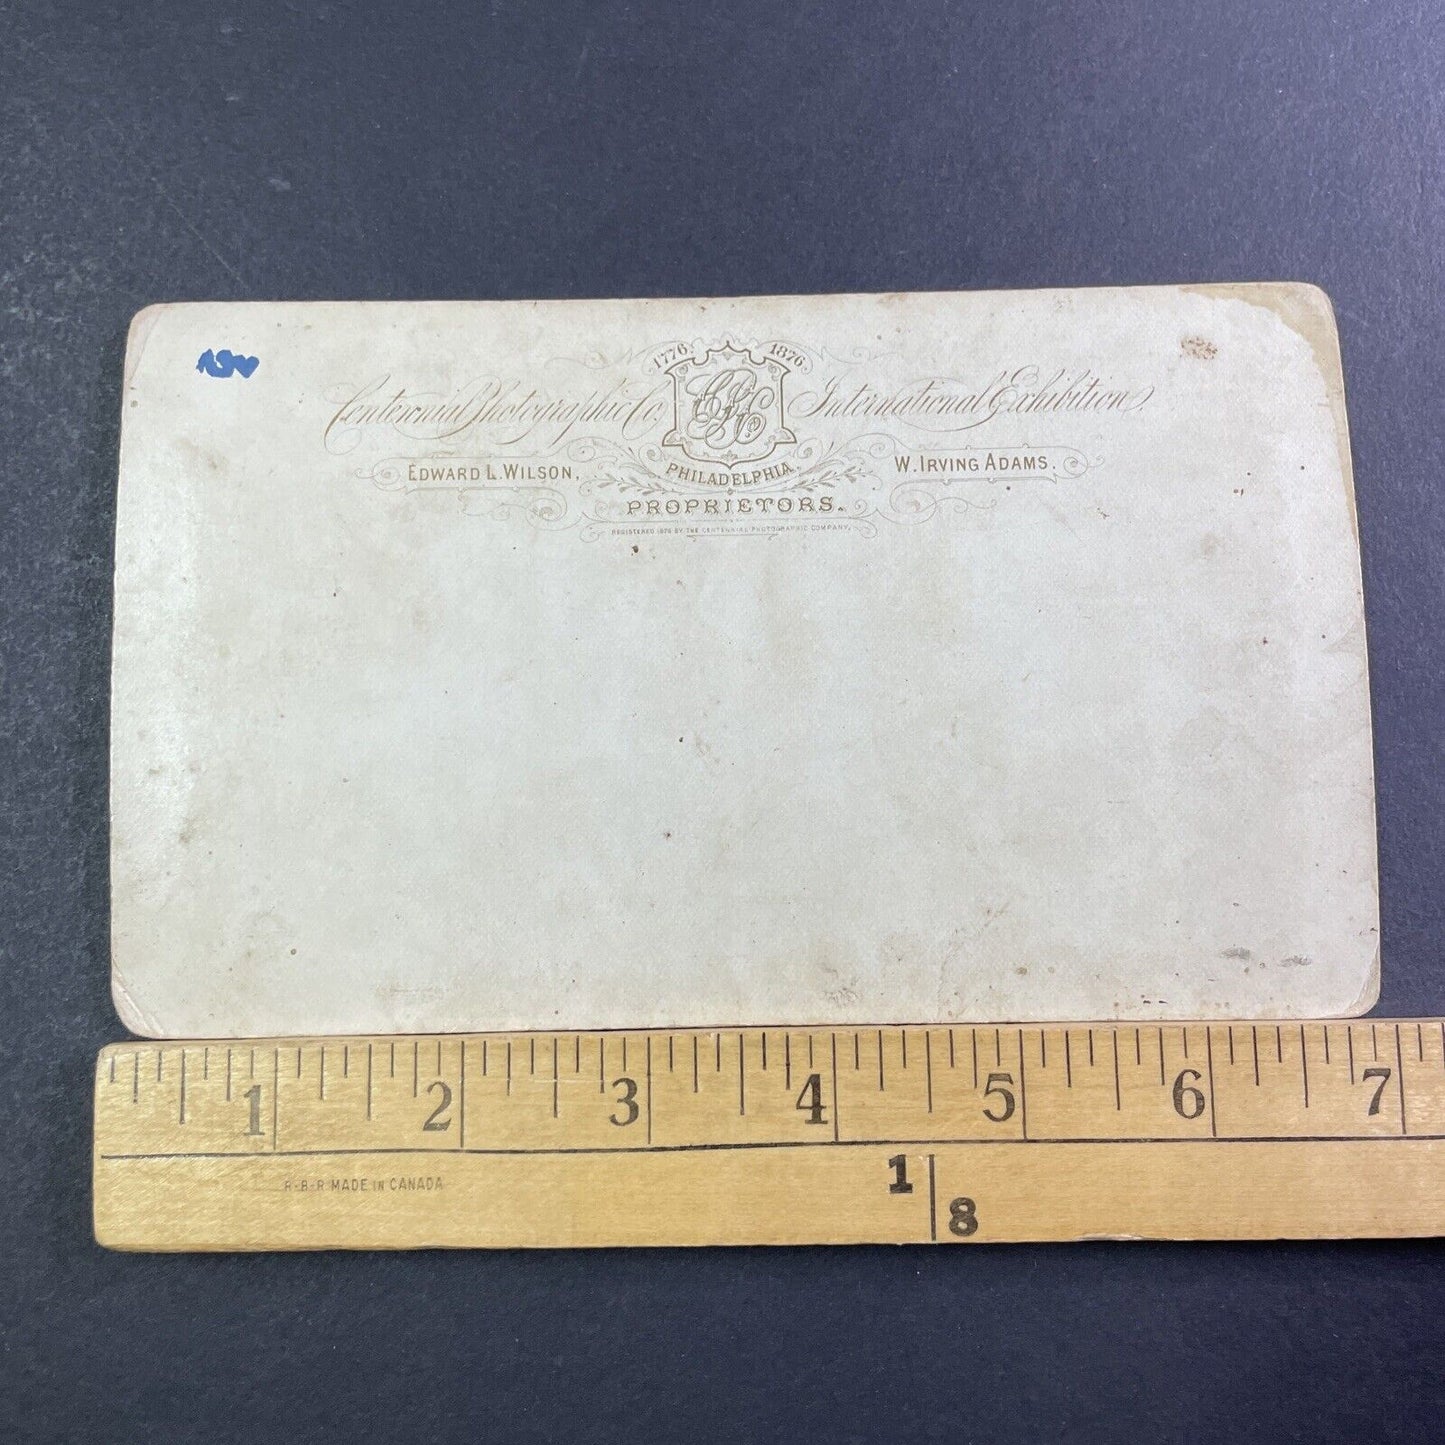 1776 1876
Centennial Photographic Co. CPC International Exhibition.
EDWARD L. WILSON, PHILADELPHIA. W. IRVING ADAMS.
PROPRIETORS.
REGISTERED 1876 BY THE CENTENNIAL PHOTOGRAPHIC COMPANY.
1 2 3 4 5 6 7
R-B-R MADE IN CANADA
1 8